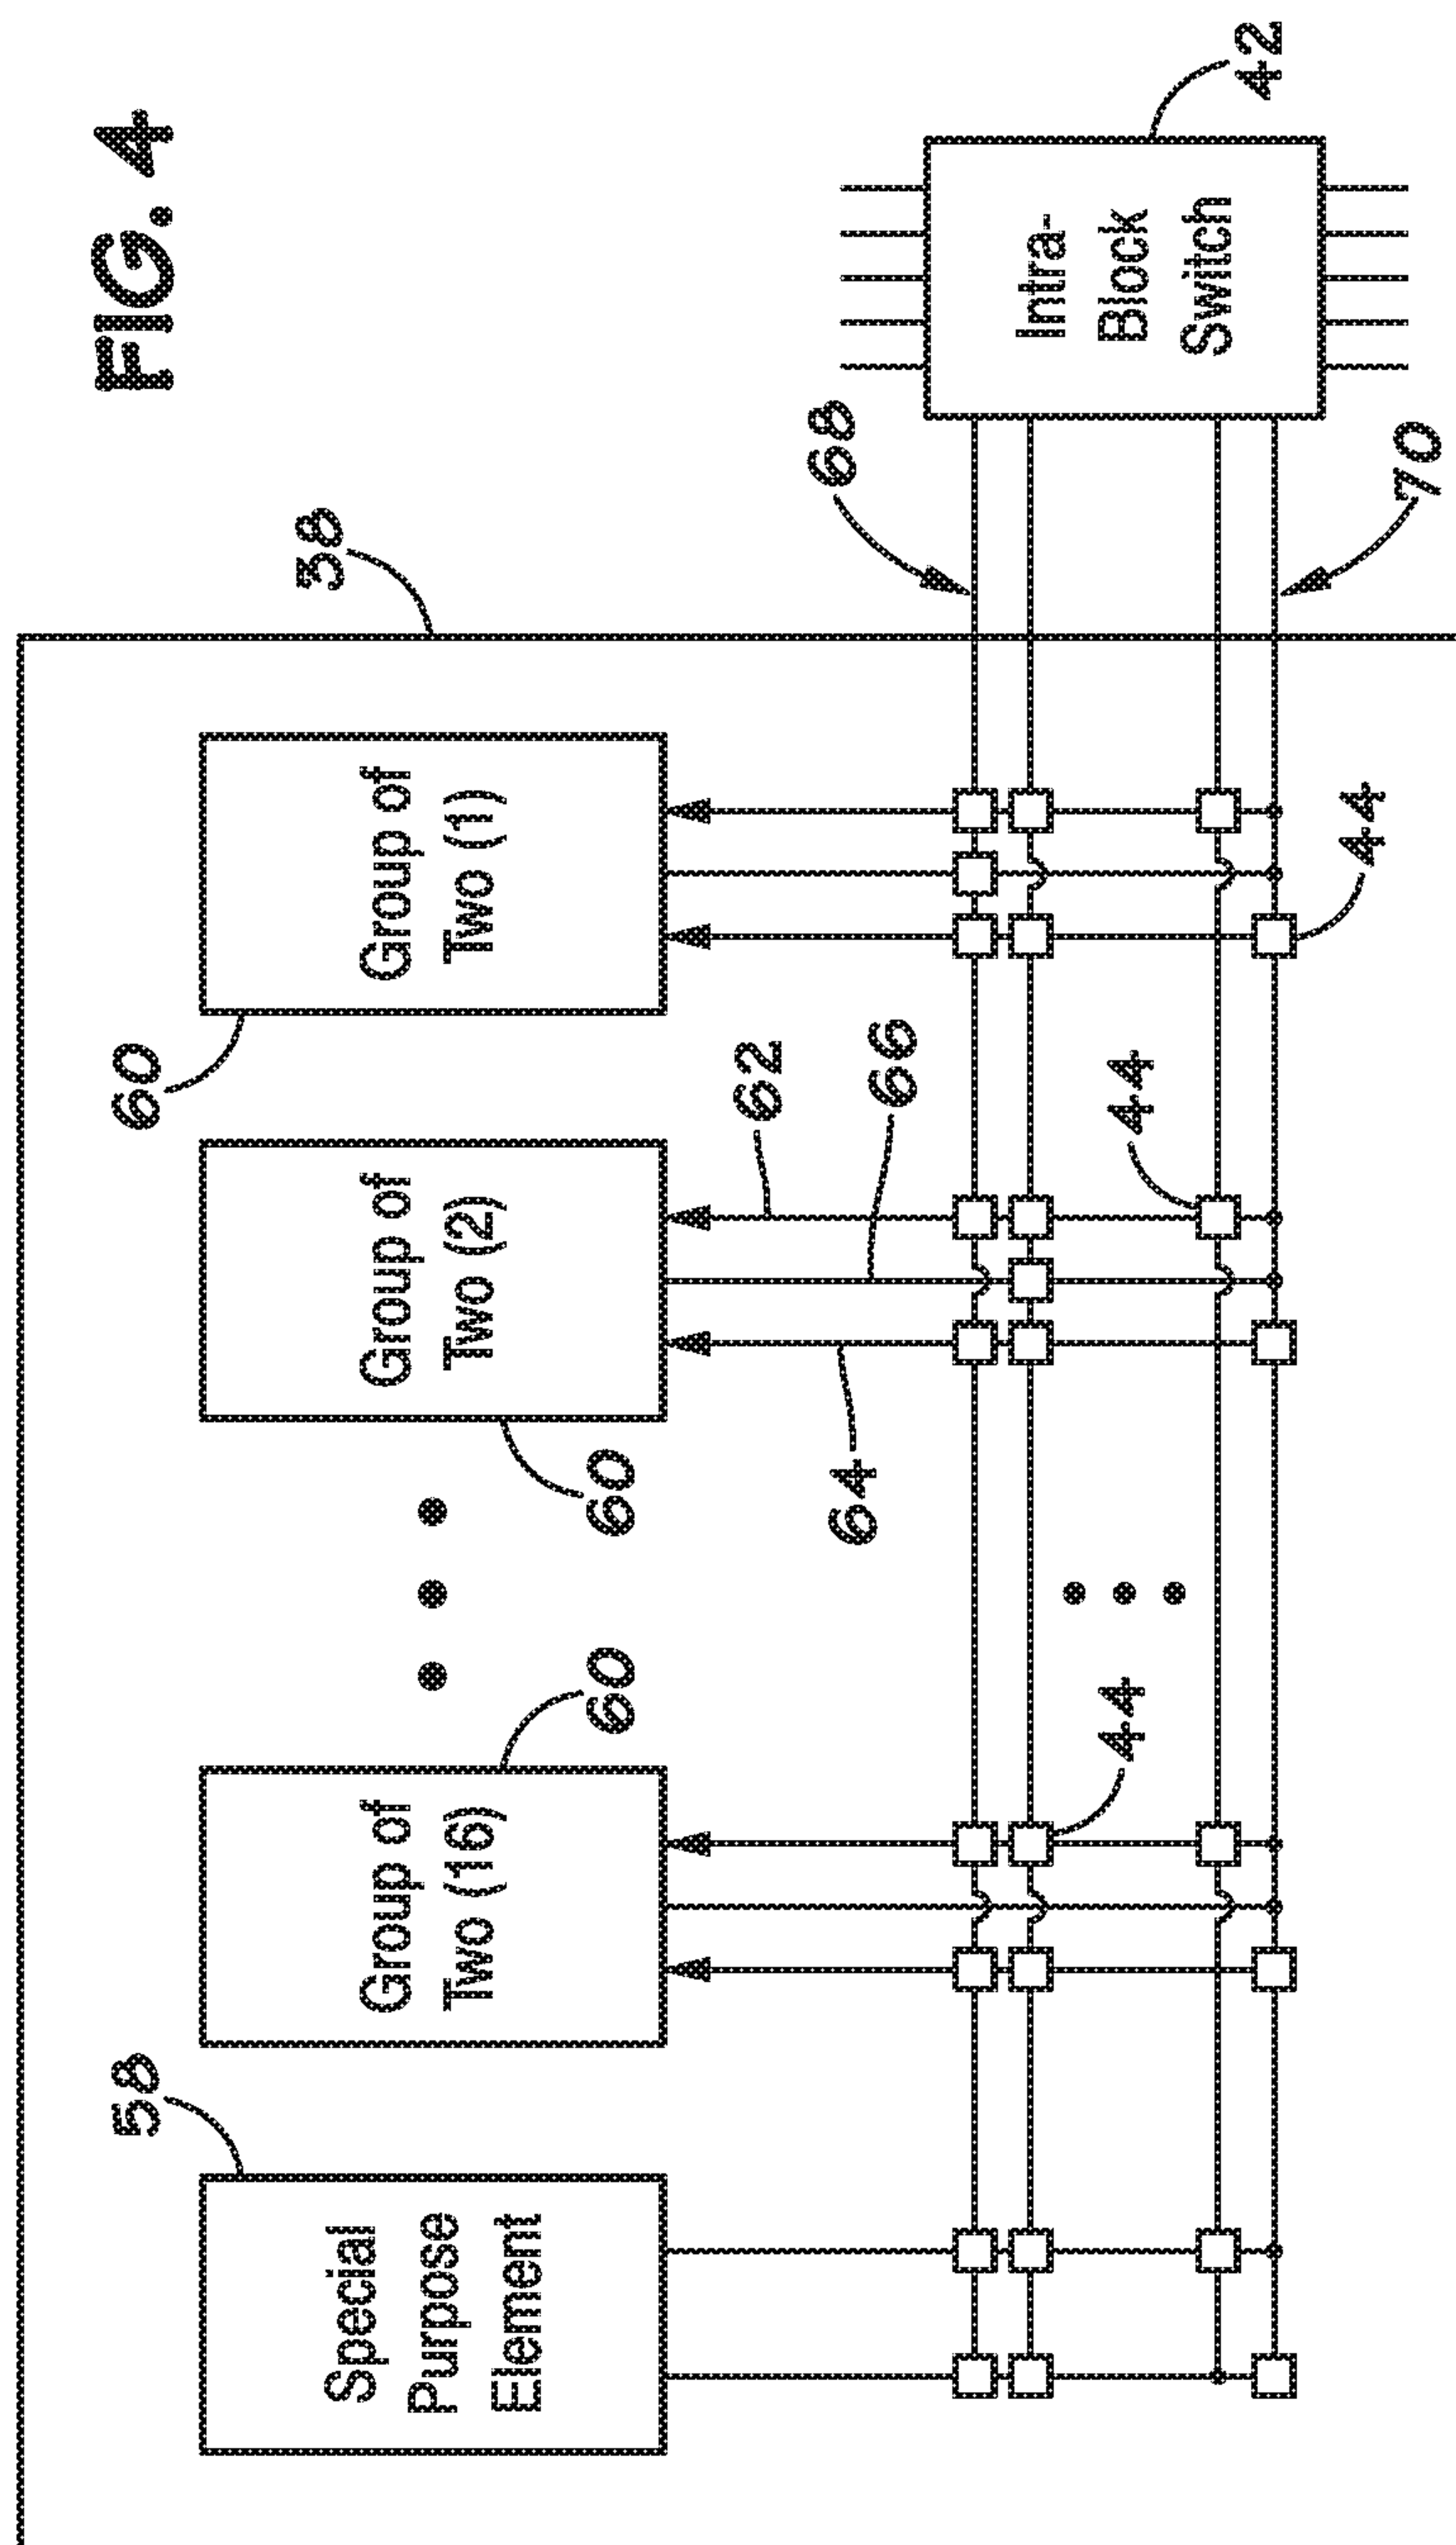 FIG. 4
38
58
Special
Purpose
Element
60
Group of
Two (16)
60
Group of
Two (2)
60
Group of
Two (1)
64
66
62
68
44
44
44
70
Intra-
Block
Switch
42